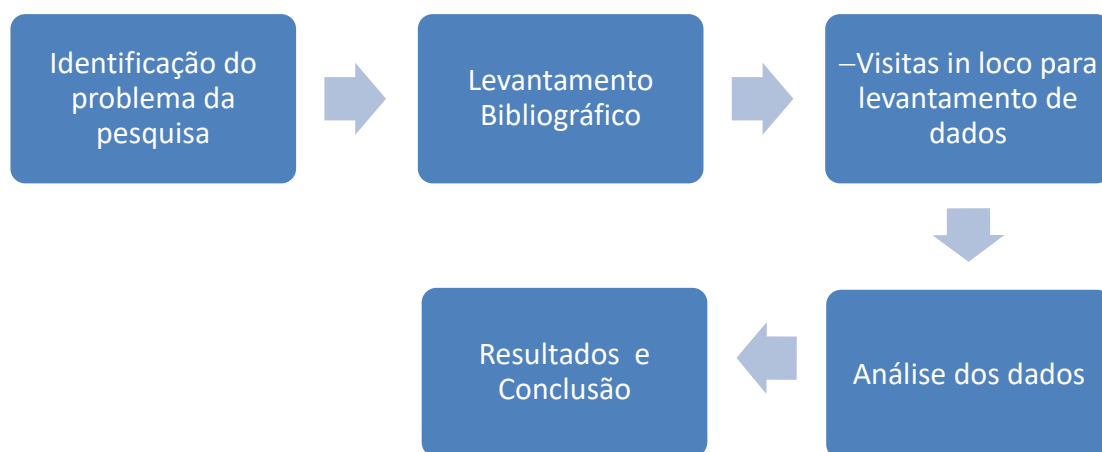 Identificação do
problema da
pesquisa
Levantamento
Bibliográfico
–Visitas in loco para
levantamento de
dados
Análise dos dados
Resultados  e
Conclusão